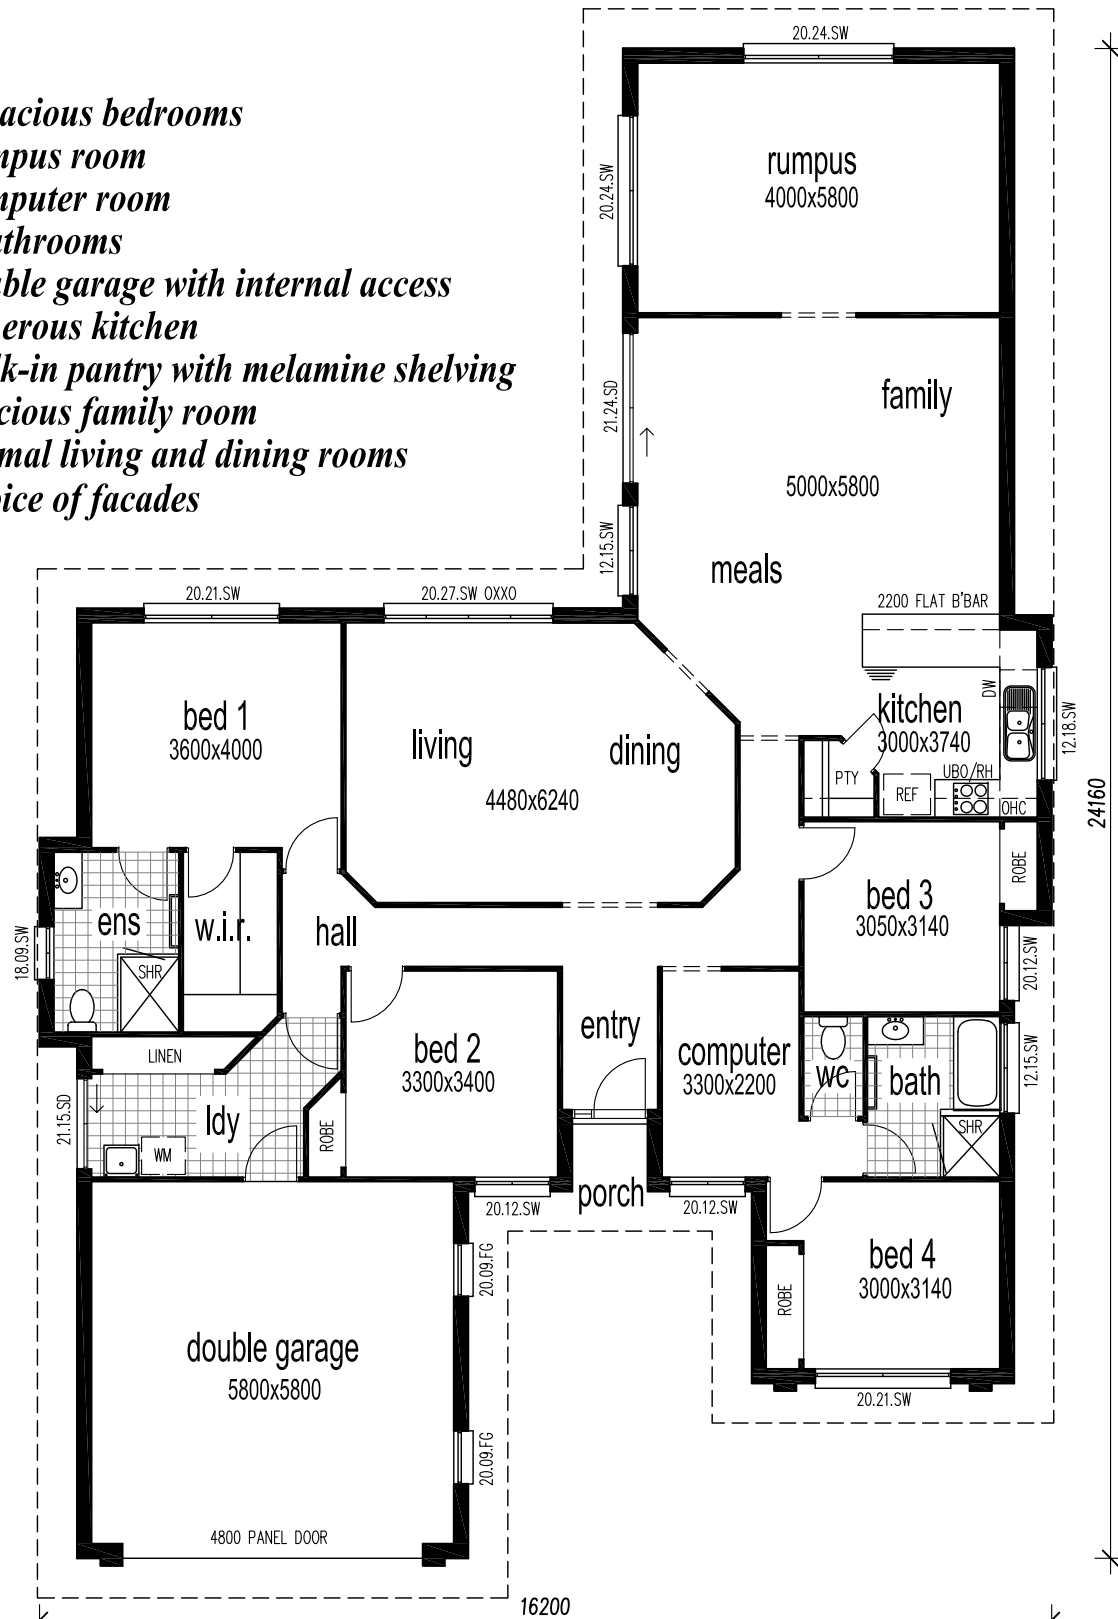 20.24.SW
acious bedrooms
npus room
nputer room
athrooms
ble garage with internal access
erous kitchen
k-in pantry with melamine shelving
cious family room
mal living and dining rooms
oice of facades
rumpus
4000x5800
20.24.SW
21.24.SD
family
5000x5800
12.15.SW
meals
20.21.SW
20.27.SW OXXO
2200 FLAT B'BAR
bed 1
3600x4000
living
dining
4480x6240
kitchen
3000x3740
DW
12.18.SW
PTY
REF
UBO/RH
OHC
24160
ens
w.i.r.
hall
bed 3
3050x3140
ROBE
18.09.SW
SHR
20.12.SW
entry
LINEN
bed 2
3300x3400
computer
3300x2200
wc
bath
12.15.SW
21.15.SD
ldy
WM
ROBE
SHR
20.12.SW
porch
20.12.SW
20.09.FG
bed 4
3000x3140
ROBE
double garage
5800x5800
20.21.SW
20.09.FG
4800 PANEL DOOR
16200